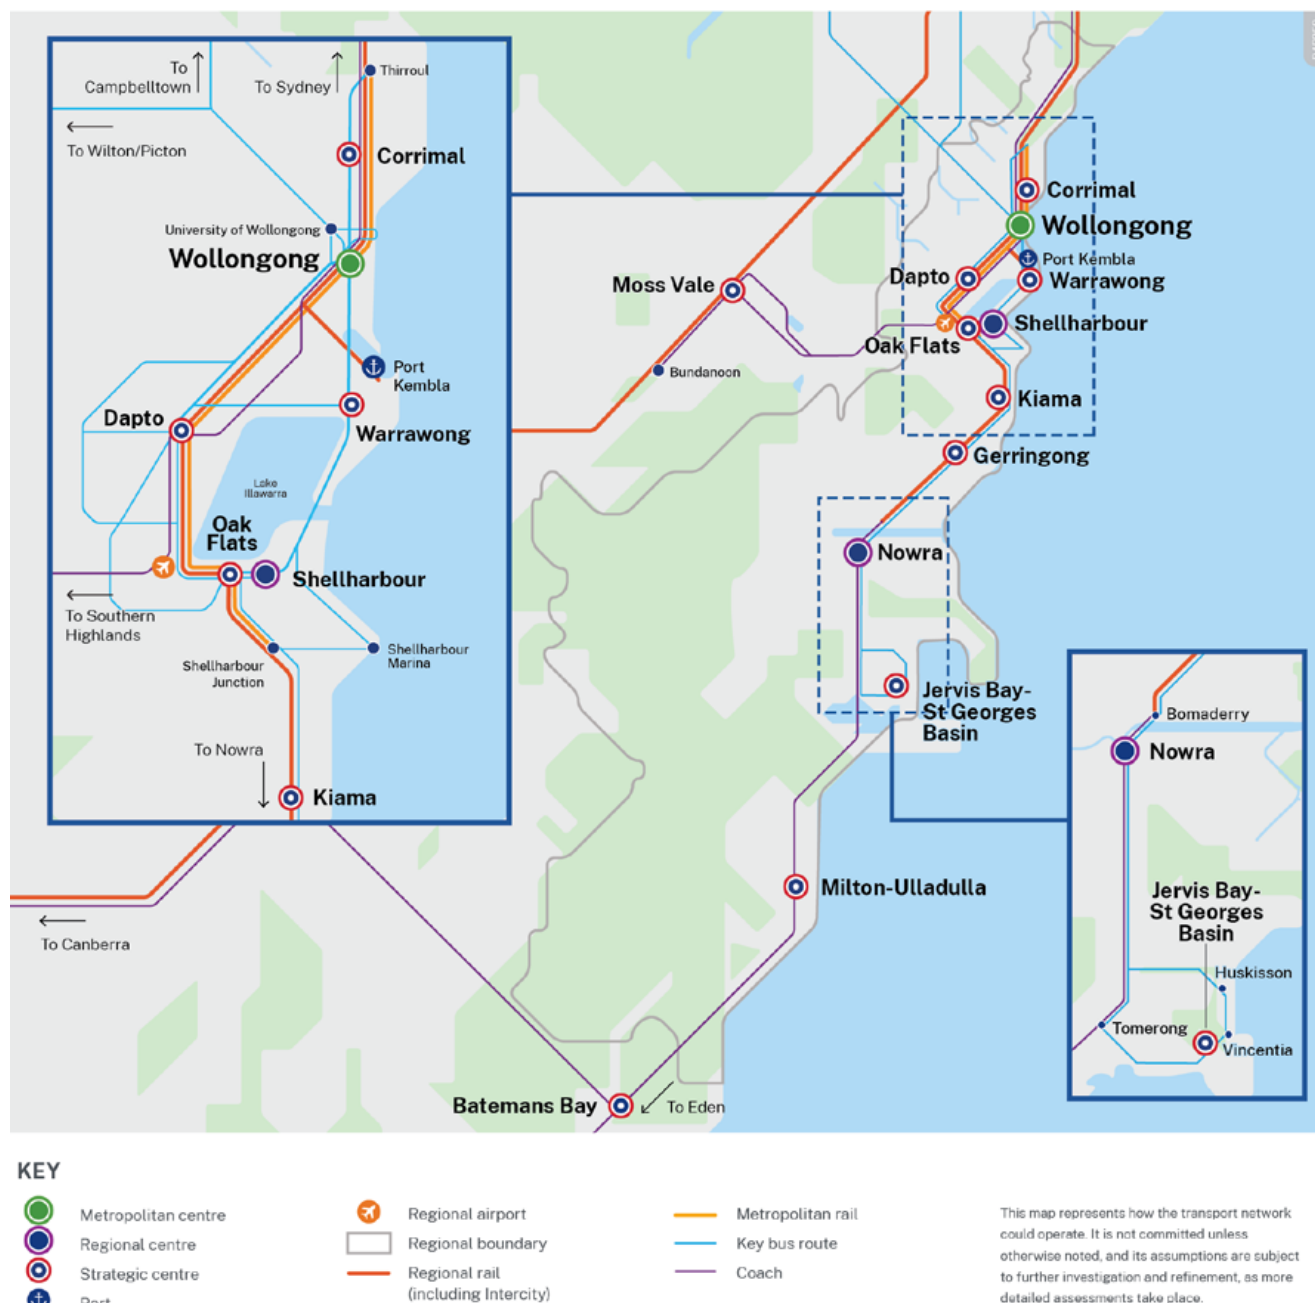 To
Campbelltown
To Sydney
Thirroul
To Wilton/Picton
Corrimal
University of Wollongong
Wollongong
Port
Kembla
Dapto
Warrawong
Lake
Illawarra
Oak
Flats
Shellharbour
To Southern
Highlands
Shellharbour
Junction
Shellharbour
Marina
To Nowra
Kiama
To Canberra
Corrimal
Wollongong
Port Kembla
Dapto
Warrawong
Moss Vale
Shellharbour
Oak Flats
Bundanoon
Kiama
Gerringong
Nowra
Jervis Bay-
St Georges
Basin
Milton-Ulladulla
Batemans Bay
To Eden
Bomaderry
Nowra
Jervis Bay-
St Georges
Basin
Huskisson
Tomerong
Vincentia
KEY
Metropolitan centre
Regional centre
Strategic centre
Port
Regional airport
Regional boundary
Regional rail
(including Intercity)
Metropolitan rail
Key bus route
Coach
This map represents how the transport network
could operate. It is not committed unless
otherwise noted, and its assumptions are subject
to further investigation and refinement, as more
detailed assessments take place.